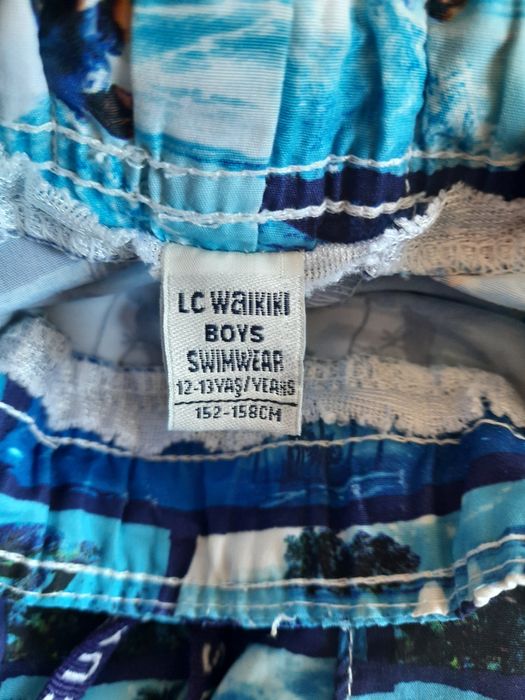 LC WAIKIKI
BOYS
SWIMWEAR
12-13YAŞ/YEARS
152-158CM